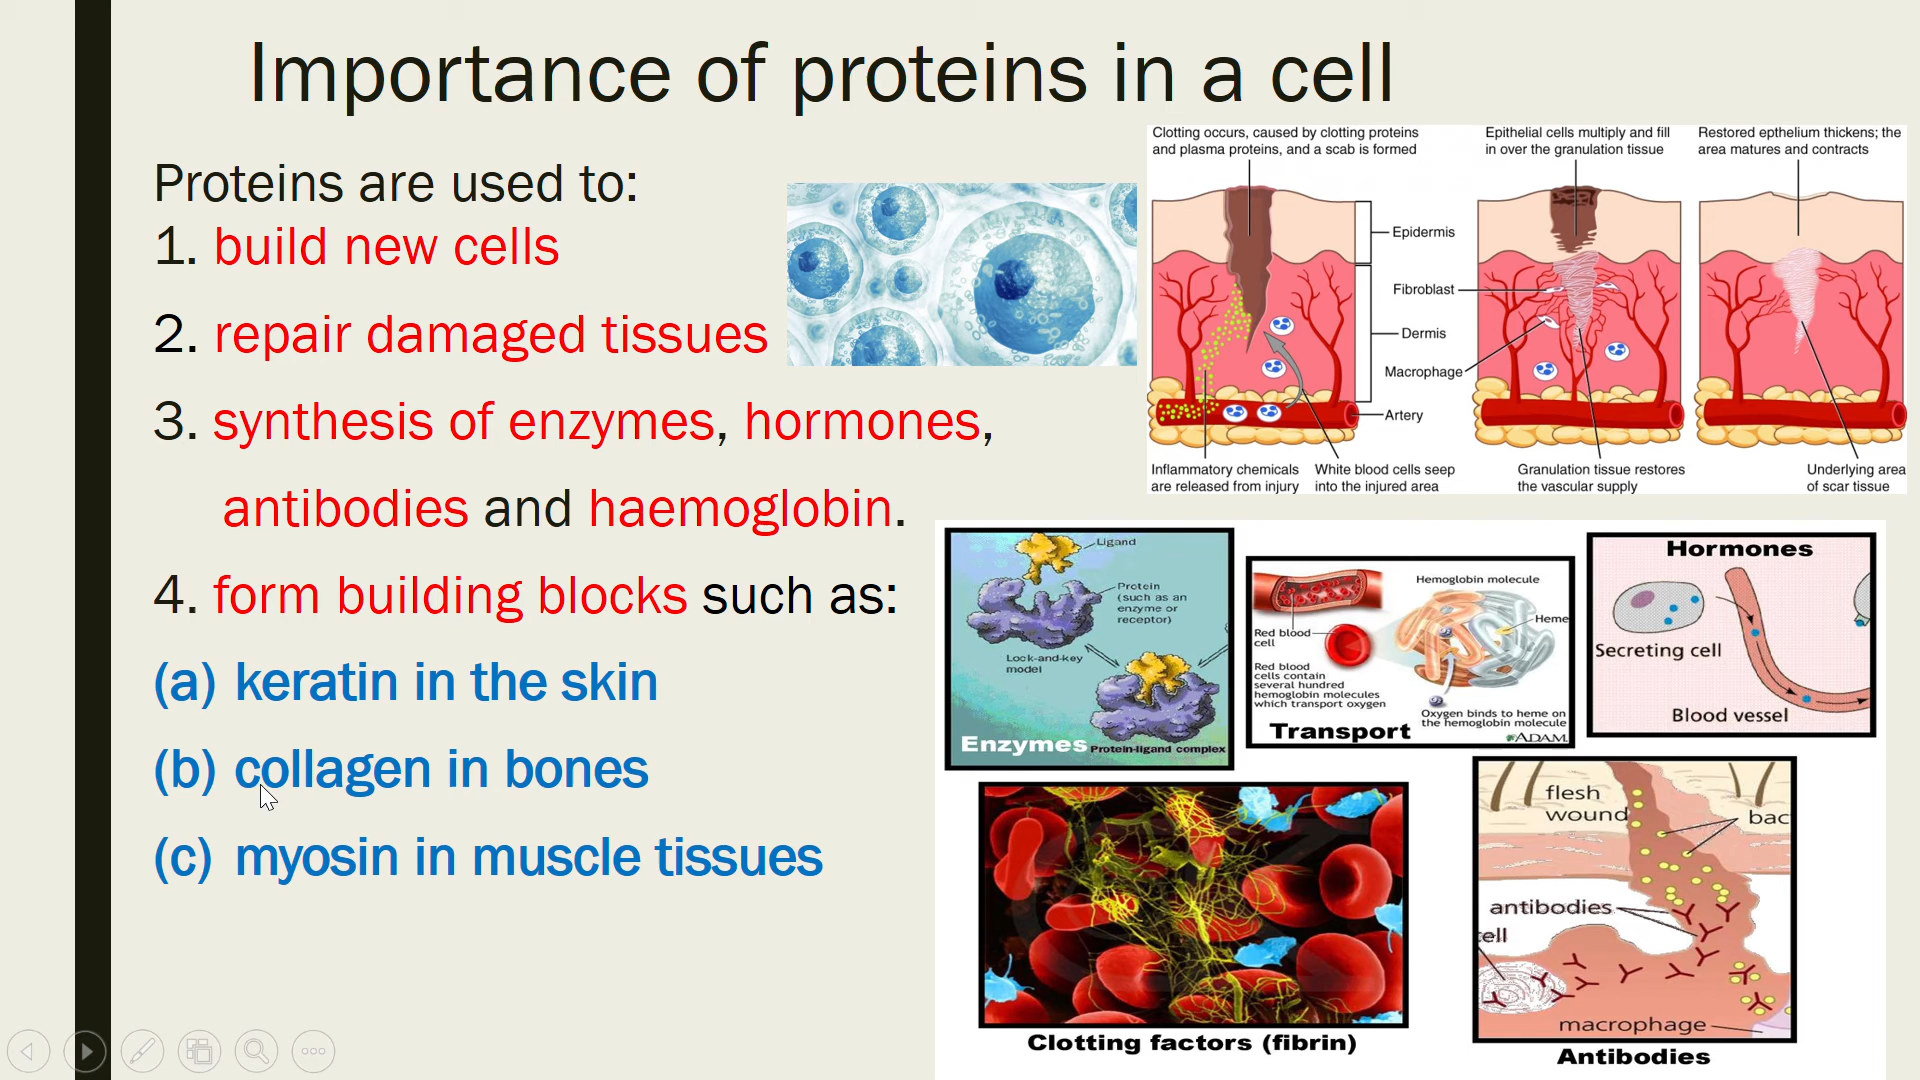 Importance of proteins in a cell
Proteins are used to:
1. build new cells
2. repair damaged tissues
3. synthesis of enzymes, hormones,
antibodies and haemoglobin.
4. form building blocks such as:
(a) keratin in the skin
(b) collagen in bones
(c) myosin in muscle tissues
Clotting occurs, caused by clotting proteins
and plasma proteins, and a scab is formed
Epithelial cells multiply and fill
in over the granulation tissue
Restored epthelium thickens; the
area matures and contracts
Epidermis
Fibroblast
Dermis
Macrophage
Artery
Inflammatory chemicals
are released from injury
White blood cells seep
into the injured area
Granulation tissue restores
the vascular supply
Underlying area
of scar tissue
Ligand
Protein
(such as an
enzyme or
receptor)
Lock-and-key
model
Enzymes
Protein-ligand complex
Hemoglobin molecule
Heme
Red blood
cell
Red blood
cells contain
several hundred
hemoglobin molecules
which transport oxygen
Oxygen binds to heme on
the hemoglobin molecule
Transport
ADAM.
Hormones
Secreting cell
Blood vessel
Clotting factors (fibrin)
flesh
wound
bac
antibodies
cell
macrophage
Antibodies